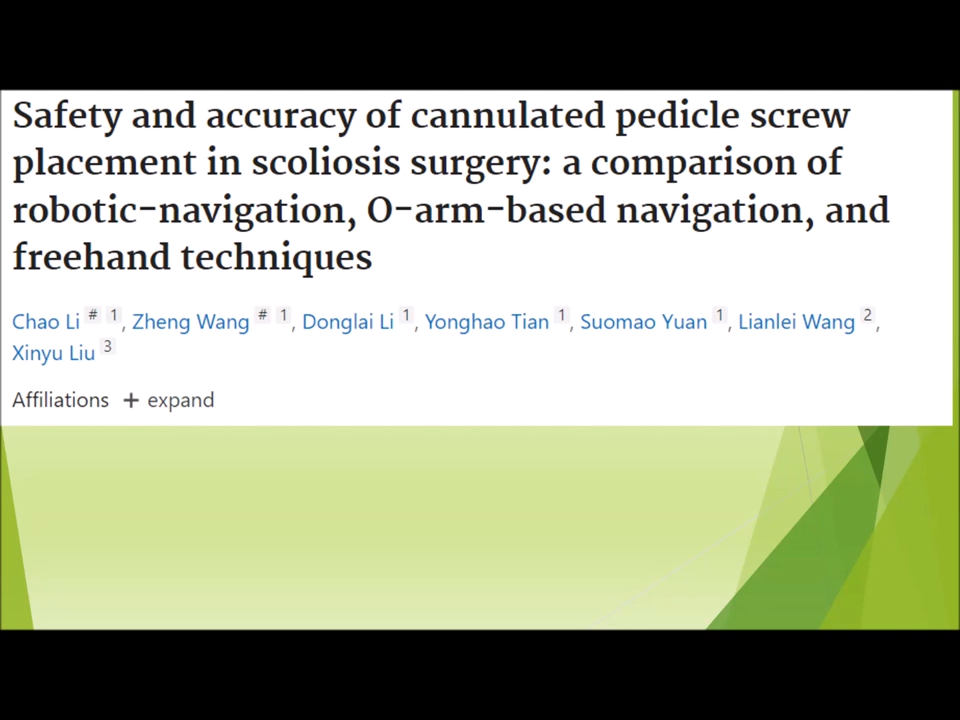 Safety and accuracy of cannulated pedicle screw
placement in scoliosis surgery: a comparison of
robotic-navigation, O-arm-based navigation, and
freehand techniques
Chao Li # 1, Zheng Wang # 1, Donglai Li 1, Yonghao Tian 1, Suomao Yuan 1, Lianlei Wang 2,
Xinyu Liu 3
Affiliations + expand